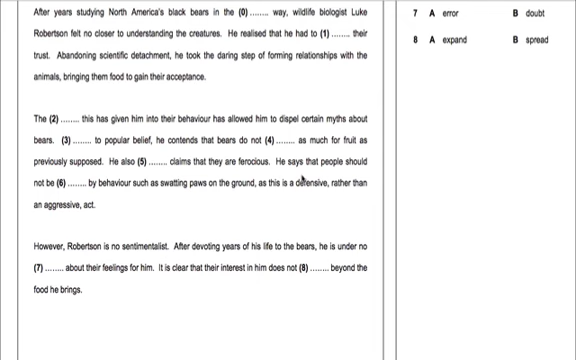 After years studying North America's black bears in the (0) ........ way, wildlife biologist Luke
Robertson felt no closer to understanding the creatures. He realised that he had to (1) ........ their
trust. Abandoning scientific detachment, he took the daring step of forming relationships with the
animals, bringing them food to gain their acceptance.
The (2) ........ this has given him into their behaviour has allowed him to dispel certain myths about
bears. (3) ........ to popular belief, he contends that bears do not (4) ........ as much for fruit as
previously supposed. He also (5) ........ claims that they are ferocious. He says that people should
not be (6) ........ by behaviour such as swatting paws on the ground, as this is a defensive, rather than
an aggressive, act.
However, Robertson is no sentimentalist. After devoting years of his life to the bears, he is under no
(7) ........ about their feelings for him. It is clear that their interest in him does not (8) ........ beyond the
food he brings.
7 A error B doubt
8 A expand B spread